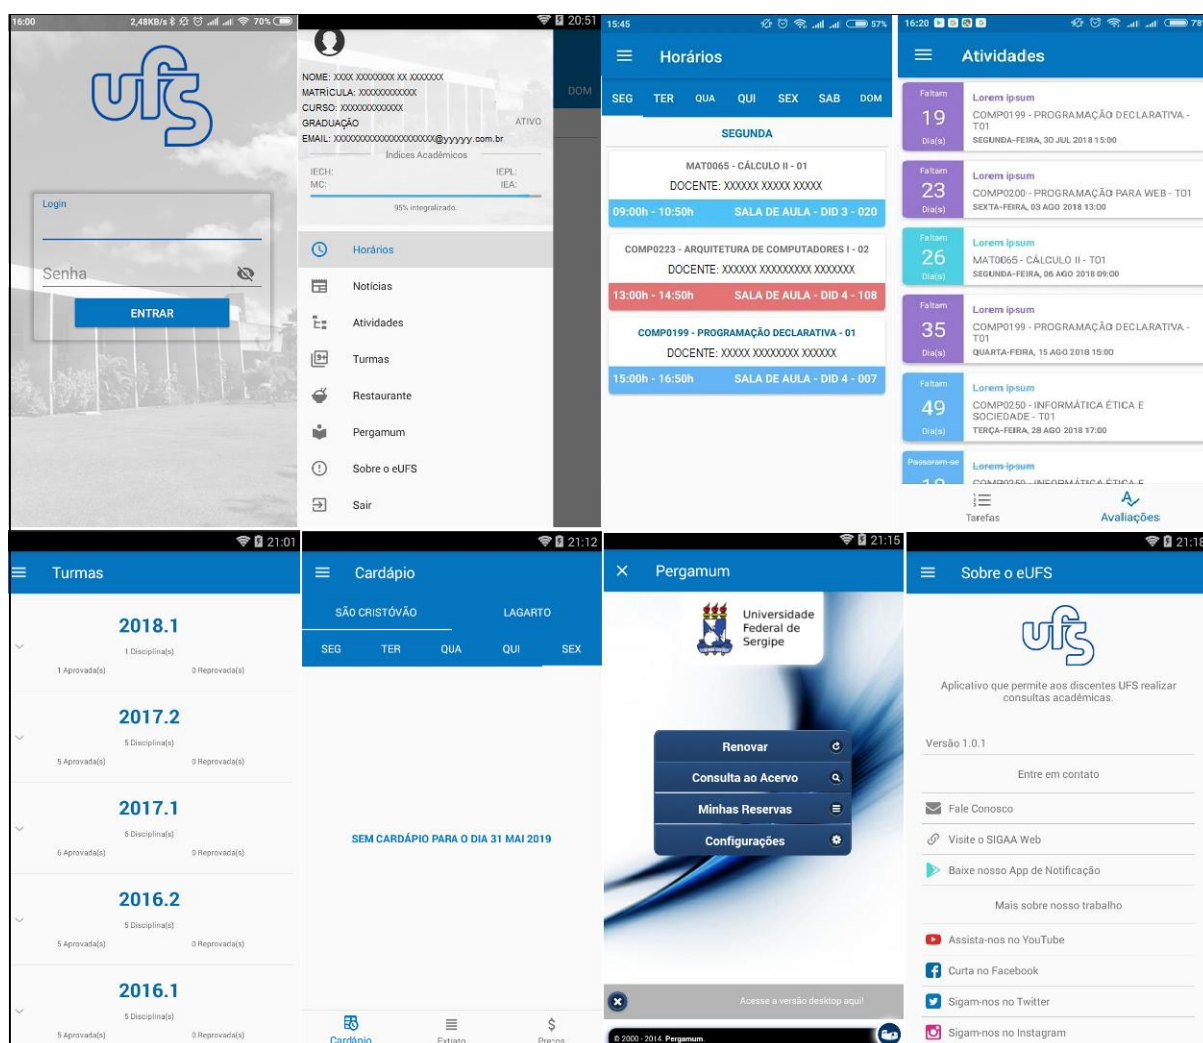 16:00
2,48KB/s
70%
ufs
Login
Senha
ENTRAR
20:51
NOME: XXXX XXXXXXXX XX XXXXXXX
MATRÍCULA: XXXXXXXXXXXX
CURSO: XXXXXXXXXXXXX
GRADUAÇÃO
ATIVO
EMAIL: XXXXXXXXXXXXXXXXXXXXX@yyyyy.com.br
Índices Acadêmicos
IECH:
IEPL:
MC:
IEA:
95% integralizado.
DOM
Horários
Notícias
9+
Atividades
Turmas
Restaurante
Pergamum
Sobre o eUFS
Sair
15:45
57%
Horários
SEG TER QUA QUI SEX SAB DOM
SEGUNDA
MAT0065 - CÁLCULO II - 01
DOCENTE: XXXXXX XXXXX XXXXX
09:00h - 10:50h SALA DE AULA - DID 3 - 020
COMP0223 - ARQUITETURA DE COMPUTADORES I - 02
DOCENTE: XXXXXX XXXXXXXXX XXXXXXX
13:00h - 14:50h SALA DE AULA - DID 4 - 108
COMP0199 - PROGRAMAÇÃO DECLARATIVA - 01
DOCENTE: XXXXX XXXXXXXX XXXXXX
15:00h - 16:50h SALA DE AULA - DID 4 - 007
16:20
78%
Atividades
Faltam
19
Dia(s)
Lorem ipsum
COMP0199 - PROGRAMAÇÃO DECLARATIVA -
T01
SEGUNDA-FEIRA, 30 JUL 2018 15:00
Faltam
23
Dia(s)
Lorem ipsum
COMP0200 - PROGRAMAÇÃO PARA WEB - T01
SEXTA-FEIRA, 03 AGO 2018 13:00
Faltam
26
Dia(s)
Lorem ipsum
MAT0065 - CÁLCULO II - T01
SEGUNDA-FEIRA, 06 AGO 2018 09:00
Faltam
35
Dia(s)
Lorem ipsum
COMP0199 - PROGRAMAÇÃO DECLARATIVA -
T01
QUARTA-FEIRA, 15 AGO 2018 15:00
Faltam
49
Dia(s)
Lorem ipsum
COMP0250 - INFORMÁTICA ÉTICA E
SOCIEDADE - T01
TERÇA-FEIRA, 28 AGO 2018 17:00
Passaram-se
Lorem ipsum
COMP0250 - INFORMÁTICA ÉTICA E
Tarefas
Avaliações
21:01
Turmas
2018.1
1 Disciplina(s)
1 Aprovada(s) 0 Reprovada(s)
2017.2
5 Disciplina(s)
5 Aprovada(s) 0 Reprovada(s)
2017.1
6 Disciplina(s)
6 Aprovada(s) 0 Reprovada(s)
2016.2
5 Disciplina(s)
5 Aprovada(s) 0 Reprovada(s)
2016.1
5 Disciplina(s)
5 Aprovada(s) 0 Reprovada(s)
21:12
Cardápio
SÃO CRISTÓVÃO LAGARTO
SEG TER QUA QUI SEX
SEM CARDÁPIO PARA O DIA 31 MAI 2019
Cardápio Extrato Preços
21:15
Pergamum
Universidade
Federal de
Sergipe
Renovar
Consulta ao Acervo
Minhas Reservas
Configurações
Acesse a versão desktop aqui!
© 2000 - 2014. Pergamum.
21:18
Sobre o eUFS
ufs
Aplicativo que permite aos discentes UFS realizar
consultas acadêmicas.
Versão 1.0.1
Entre em contato
Fale Conosco
Visite o SIGAA Web
Baixe nosso App de Notificação
Mais sobre nosso trabalho
Assista-nos no YouTube
Curta no Facebook
Sigam-nos no Twitter
Sigam-nos no Instagram